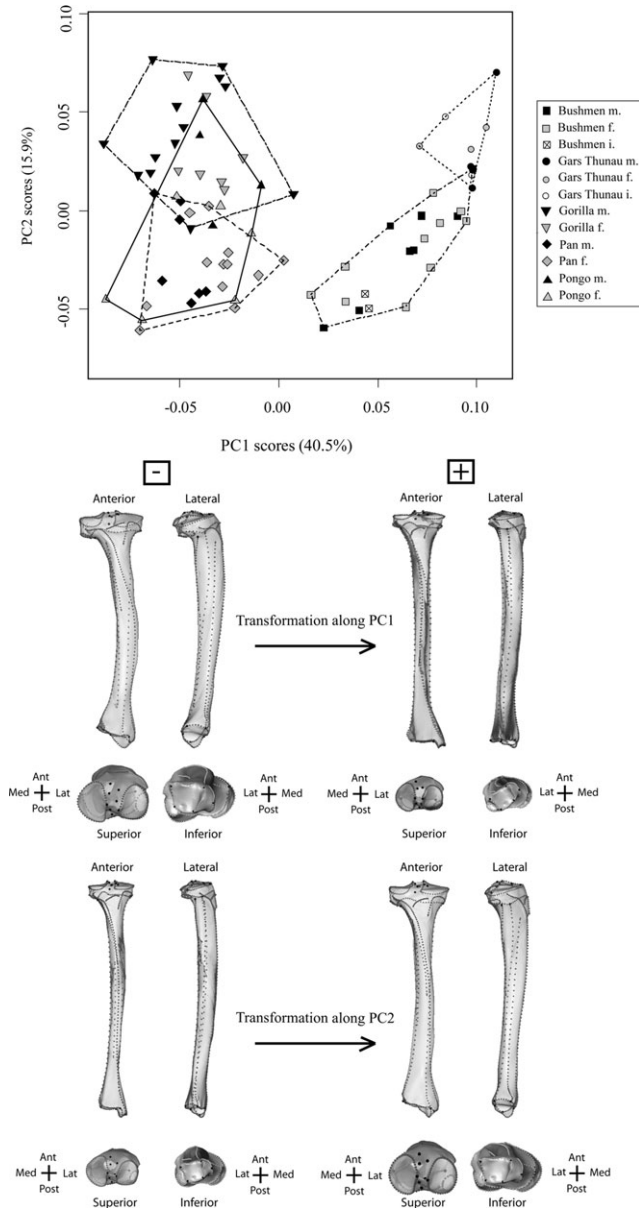 0.10
0.05
0.00
-0.05
PC2 scores (15.9%)
-0.05
0.00
0.05
0.10
PC1 scores (40.5%)
Bushmen m.
Bushmen f.
Bushmen i.
Gars Thunau m.
Gars Thunau f.
Gars Thunau i.
Gorilla m.
Gorilla f.
Pan m.
Pan f.
Pongo m.
Pongo f.
-
+
Anterior
Lateral
Anterior
Lateral
Transformation along PC1
Ant
Med
Lat
Post
Superior
Inferior
Ant
Lat
Med
Post
Ant
Med
Lat
Post
Superior
Inferior
Ant
Lat
Med
Post
Anterior
Lateral
Anterior
Lateral
Transformation along PC2
Ant
Med
Lat
Post
Superior
Inferior
Ant
Lat
Med
Post
Ant
Med
Lat
Post
Superior
Inferior
Ant
Lat
Med
Post